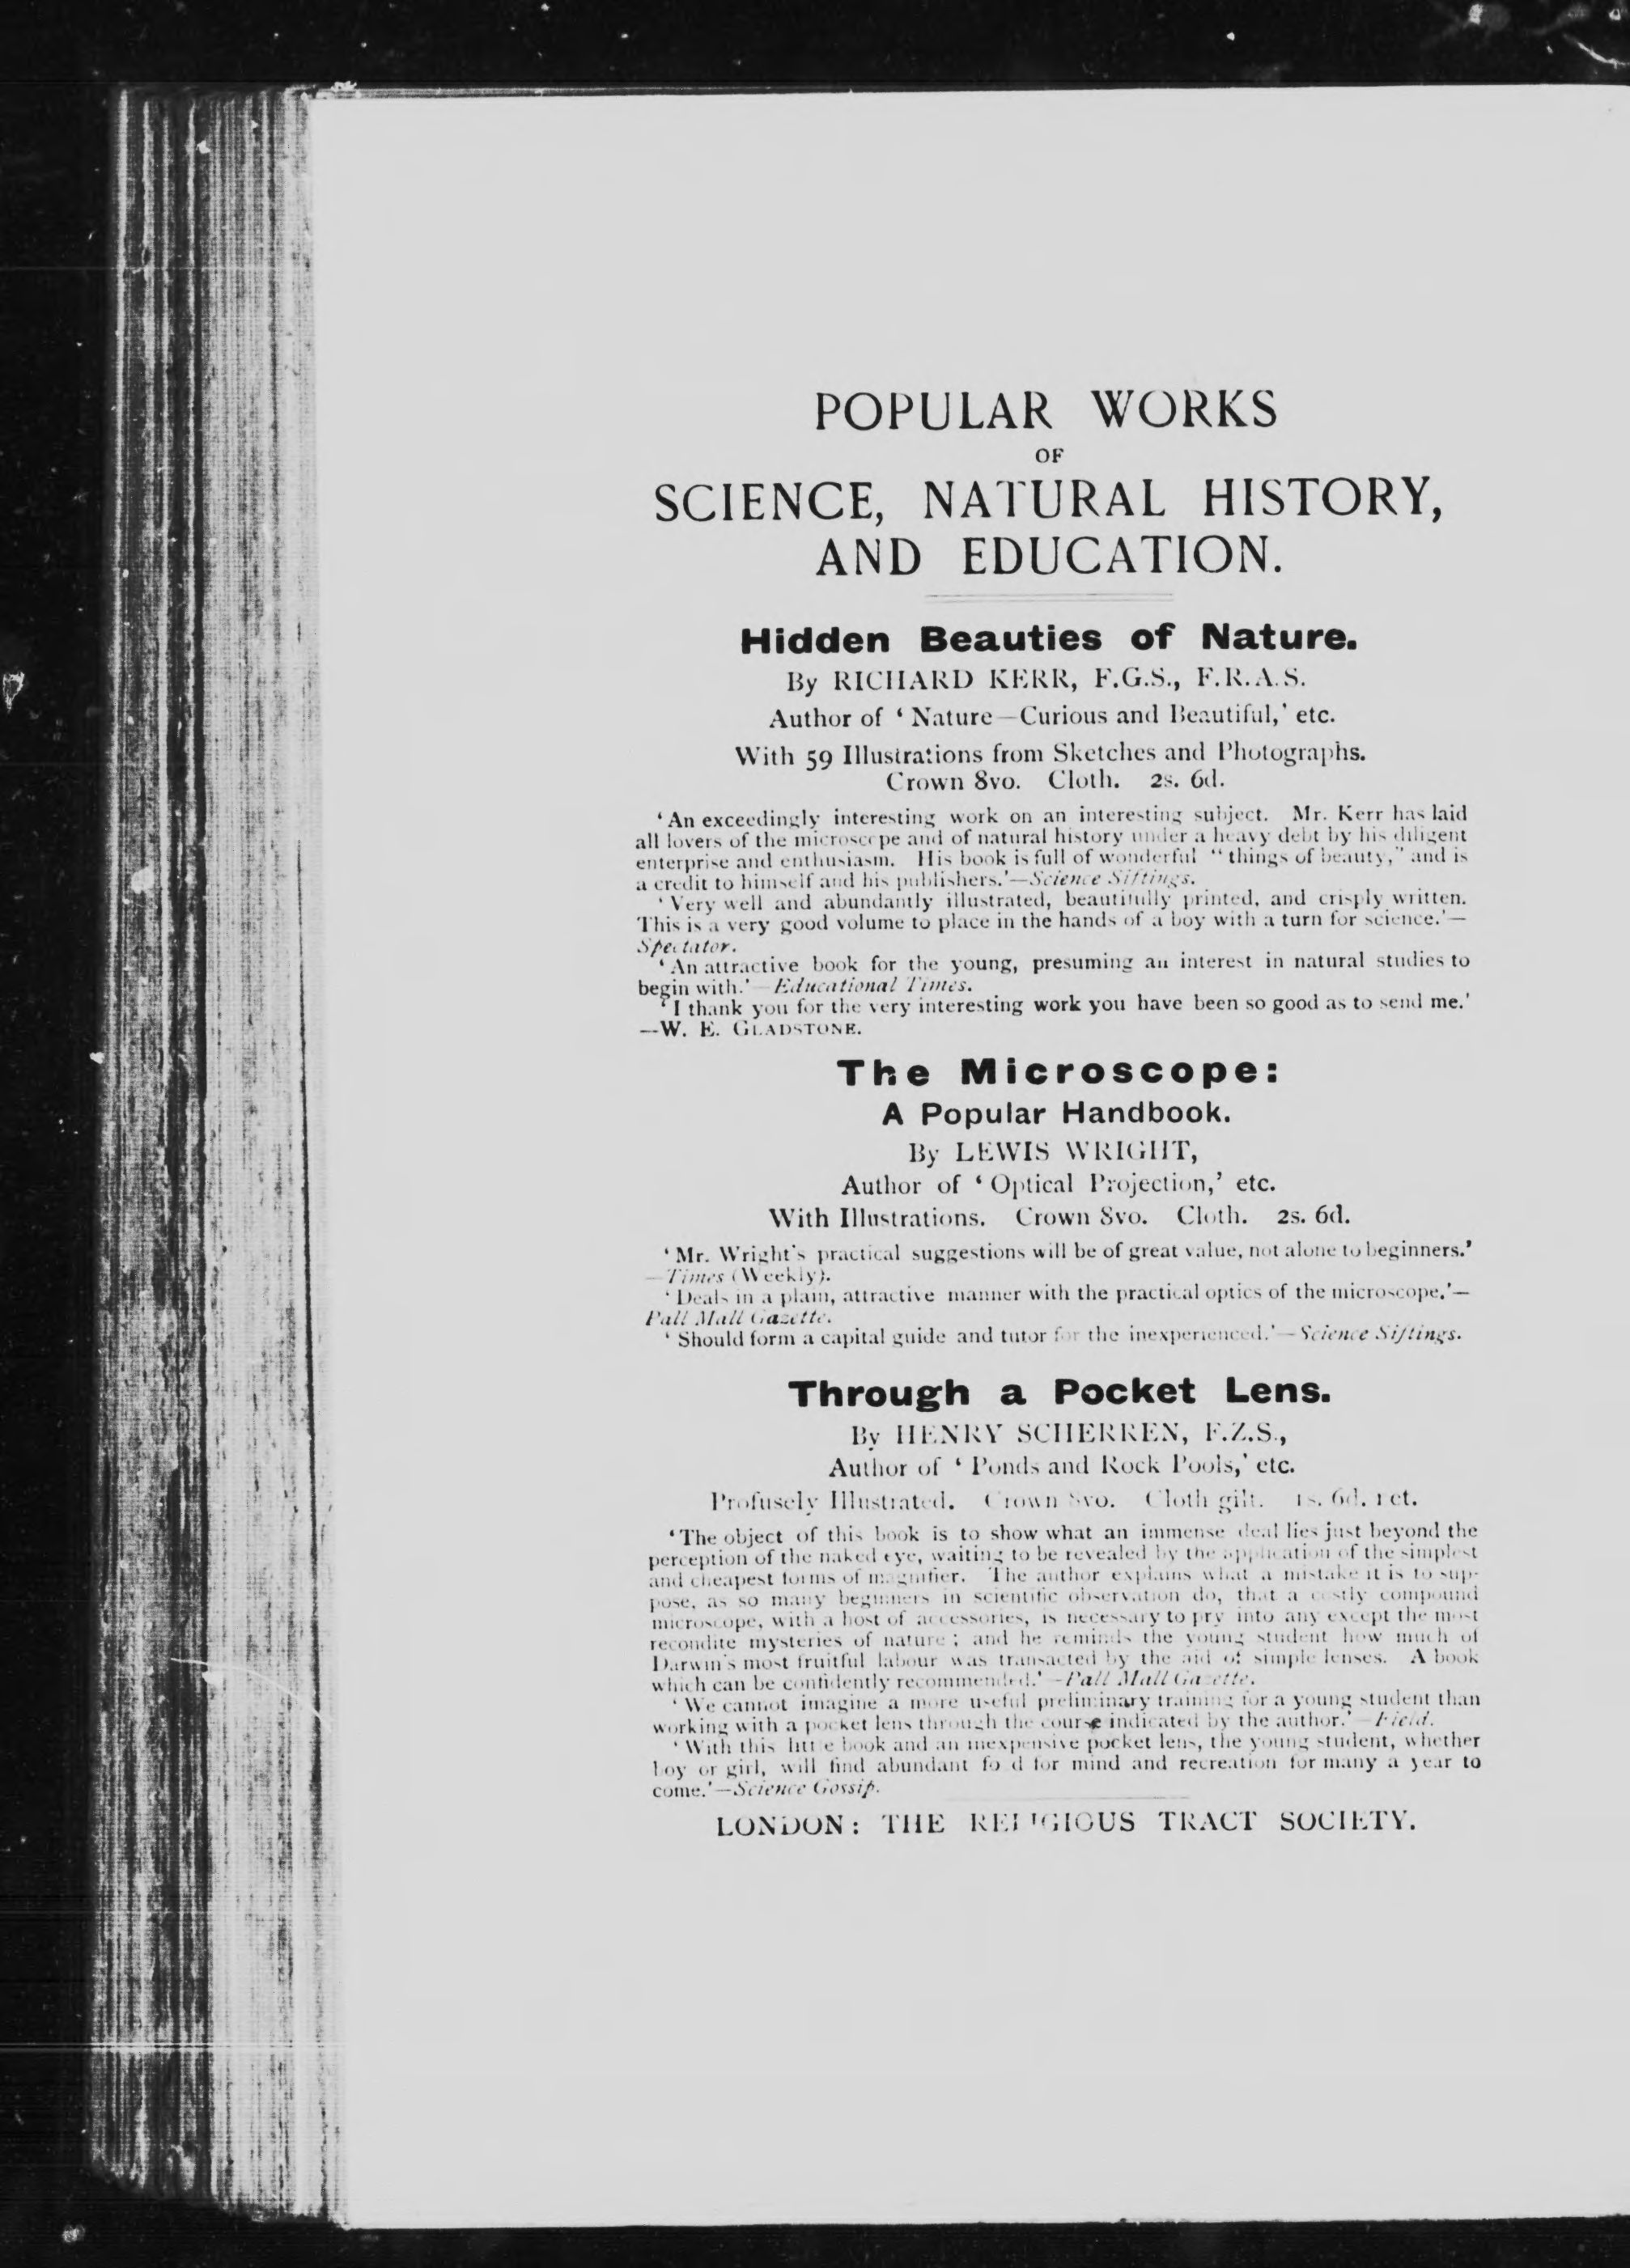 POPULAR WORKS
OF
SCIENCE, NATURAL HISTORY,
AND EDUCATION.
Hidden Beauties of Nature.
By RICHARD KERR, F.G.S., F.R.A.S.
Author of ‘Nature—Curious and Beautiful,’ etc.
With 59 Illustrations from Sketches and Photographs.
Crown 8vo. Cloth. 2s. 6d.
‘An exceedingly interesting work on an interesting subject. Mr. Kerr has laid
all lovers of the microscope and of natural history under a heavy debt by his diligent
enterprise and enthusiasm. His book is full of wonderful “things of beauty,” and is
a credit to himself and his publishers.’—Science Siftings.
‘Very well and abundantly illustrated, beautifully printed, and crisply written.
This is a very good volume to place in the hands of a boy with a turn for science.’—
Spectator.
‘An attractive book for the young, presuming an interest in natural studies to
begin with.’—Educational Times.
‘I thank you for the very interesting work you have been so good as to send me.’
—W. E. GLADSTONE.
The Microscope:
A Popular Handbook.
By LEWIS WRIGHT,
Author of ‘Optical Projection,’ etc.
With Illustrations. Crown 8vo. Cloth. 2s. 6d.
‘Mr. Wright's practical suggestions will be of great value, not alone to beginners.’
—Times (Weekly).
‘Deals in a plain, attractive manner with the practical optics of the microscope.’—
Pall Mall Gazette.
‘Should form a capital guide and tutor for the inexperienced.’—Science Siftings.
Through a Pocket Lens.
By HENRY SCHERREN, F.Z.S.,
Author of ‘Ponds and Rock Pools,’ etc.
Profusely Illustrated. Crown 8vo. Cloth gilt. 1s. 6d. net.
‘The object of this book is to show what an immense deal lies just beyond the
perception of the naked eye, waiting to be revealed by the application of the simplest
and cheapest forms of magnifier. The author explains what a mistake it is to sup-
pose, as so many beginners in scientific observation do, that a costly compound
microscope, with a host of accessories, is necessary to pry into any except the most
recondite mysteries of nature; and he reminds the young student how much of
Darwin's most fruitful labour was transacted by the aid of simple lenses. A book
which can be confidently recommended.’—Pall Mall Gazette.
‘We cannot imagine a more useful preliminary training for a young student than
working with a pocket lens through the course indicated by the author.’—Field.
‘With this little book and an inexpensive pocket lens, the young student, whether
boy or girl, will find abundant food for mind and recreation for many a year to
come.’—Science Gossip.
LONDON: THE RELIGIOUS TRACT SOCIETY.